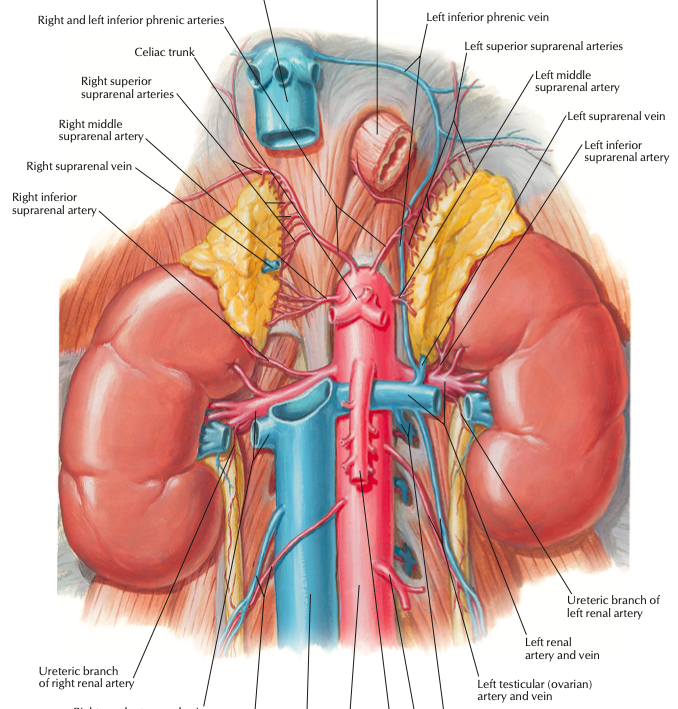 Right and left inferior phrenic arteries
Celiac trunk
Right superior
suprarenal arteries
Right middle
suprarenal artery
Right suprarenal vein
Right inferior
suprarenal artery
Left inferior phrenic vein
Left superior suprarenal arteries
Left middle
suprarenal artery
Left suprarenal vein
Left inferior
suprarenal artery
Ureteric branch of
left renal artery
Left renal
artery and vein
Left testicular (ovarian)
artery and vein
Ureteric branch
of right renal artery